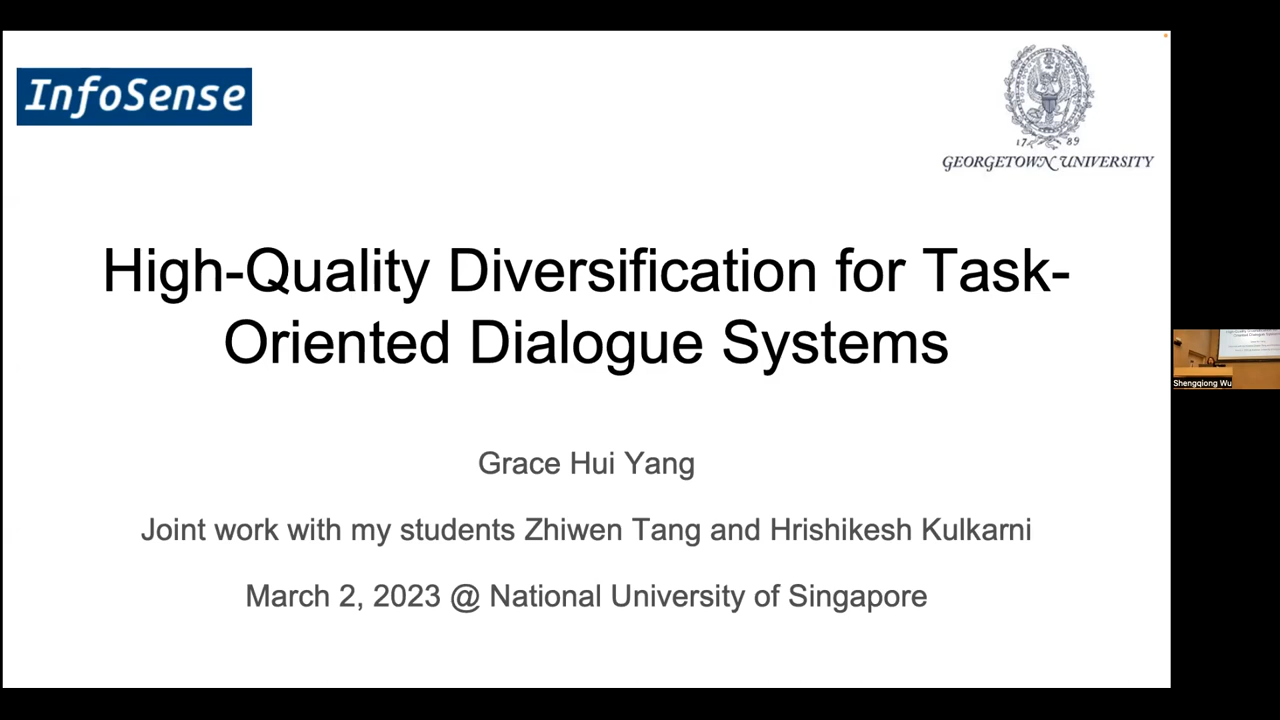 InfoSense
17 89
GEORGETOWN UNIVERSITY
High-Quality Diversification for Task-
Oriented Dialogue Systems
Grace Hui Yang
Joint work with my students Zhiwen Tang and Hrishikesh Kulkarni
March 2, 2023 @ National University of Singapore
Shengqiong Wu